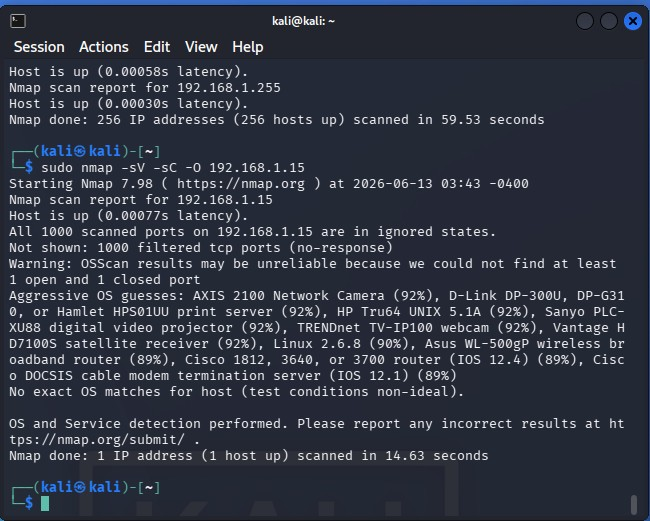 kali@kali: ~
Session Actions Edit View Help
Host is up (0.00058s latency).
Nmap scan report for 192.168.1.255
Host is up (0.00030s latency).
Nmap done: 256 IP addresses (256 hosts up) scanned in 59.53 seconds
┌──(kali㉿kali)-[~]
└─$ sudo nmap -sV -sC -O 192.168.1.15
Starting Nmap 7.98 ( https://nmap.org ) at 2026-06-13 03:43 -0400
Nmap scan report for 192.168.1.15
Host is up (0.00077s latency).
All 1000 scanned ports on 192.168.1.15 are in ignored states.
Not shown: 1000 filtered tcp ports (no-response)
Warning: OSScan results may be unreliable because we could not find at least
1 open and 1 closed port
Aggressive OS guesses: AXIS 2100 Network Camera (92%), D-Link DP-300U, DP-G31
0, or Hamlet HPS01UU print server (92%), HP Tru64 UNIX 5.1A (92%), Sanyo PLC-
XU88 digital video projector (92%), TRENDnet TV-IP100 webcam (92%), Vantage H
D7100S satellite receiver (92%), Linux 2.6.8 (90%), Asus WL-500gP wireless br
oadband router (89%), Cisco 1812, 3640, or 3700 router (IOS 12.4) (89%), Cisc
o DOCSIS cable modem termination server (IOS 12.1) (89%)
No exact OS matches for host (test conditions non-ideal).
OS and Service detection performed. Please report any incorrect results at ht
tps://nmap.org/submit/ .
Nmap done: 1 IP address (1 host up) scanned in 14.63 seconds
┌──(kali㉿kali)-[~]
└─$